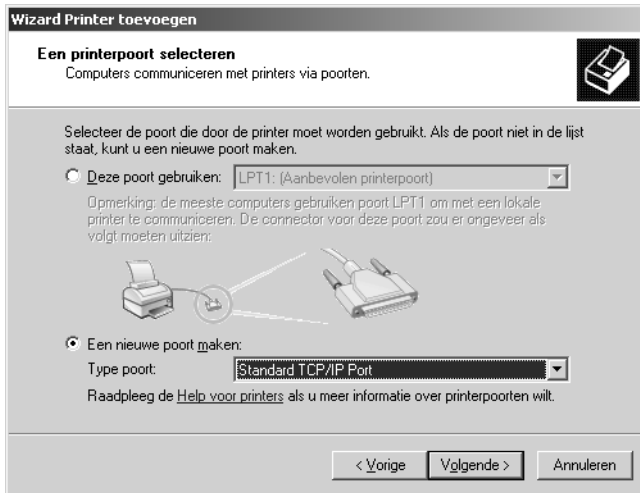 Wizard Printer toevoegen
Een printerpoort selecteren
Computers communiceren met printers via poorten.
Selecteer de poort die door de printer moet worden gebruikt. Als de poort niet in de lijst
staat, kunt u een nieuwe poort maken.
Deze poort gebruiken: LPT1: (Aanbevolen printerpoort)
Opmerking: de meeste computers gebruiken poort LPT1 om met een lokale
printer te communiceren. De connector voor deze poort zou er ongeveer als
volgt moeten uitzien:
Een nieuwe poort maken:
Type poort: Standard TCP/IP Port
Raadpleeg de Help voor printers als u meer informatie over printerpoorten wilt.
< Vorige Volgende > Annuleren